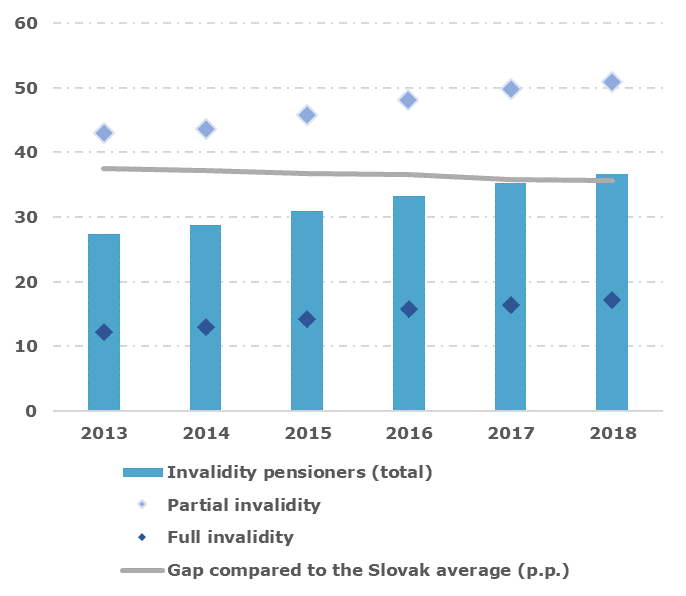 60
50
40
30
20
10
0
2013 2014 2015 2016 2017 2018
Invalidity pensioners (total)
Partial invalidity
Full invalidity
Gap compared to the Slovak average (p.p.)